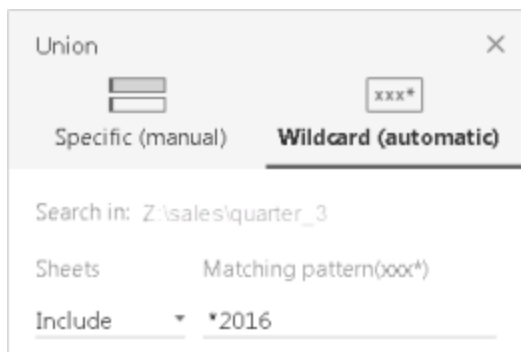 Union
xxx*
Specific (manual) Wildcard (automatic)
Search in: Z:\sales\quarter_3
Sheets Matching pattern(xxx*)
Include *2016